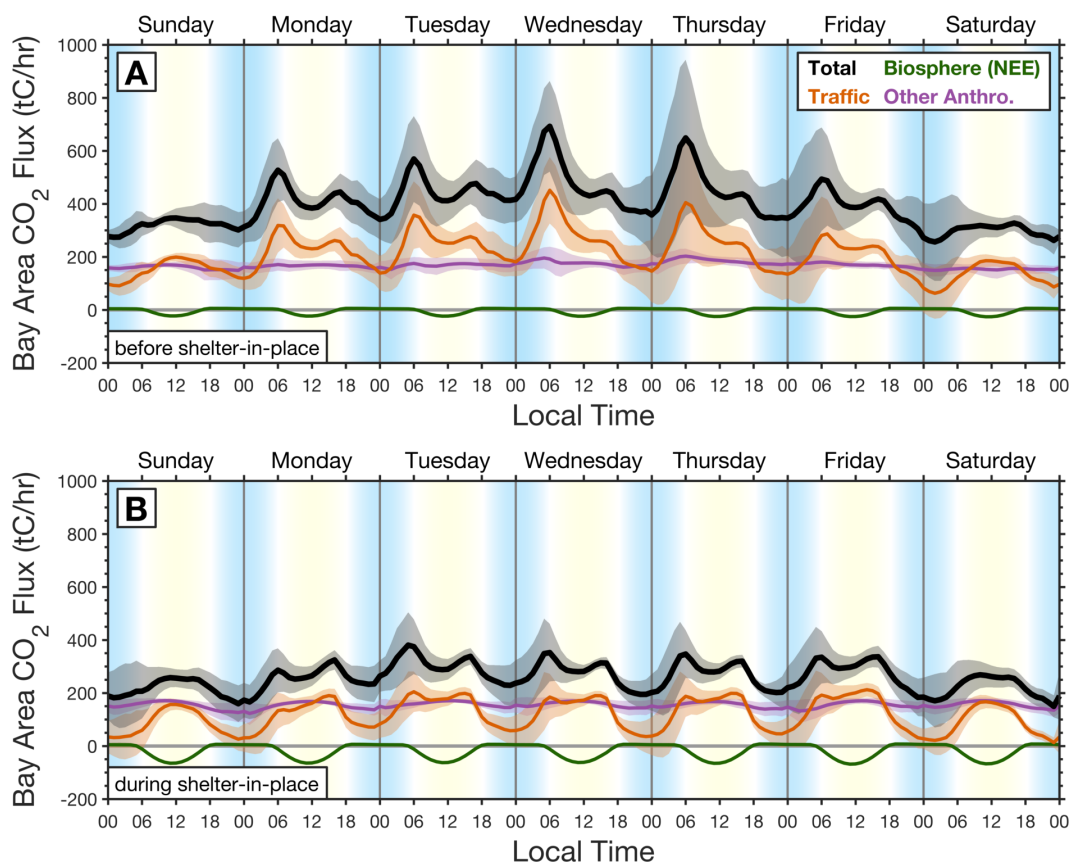 Sunday Monday Tuesday Wednesday Thursday Friday Saturday
A
Total Biosphere (NEE)
Traffic Other Anthro.
Bay Area CO2 Flux (tC/hr)
1000
800
600
400
200
0
-200
before shelter-in-place
00 06 12 18 00 06 12 18 00 06 12 18 00 06 12 18 00 06 12 18 00 06 12 18 00 06 12 18 00
Local Time
Sunday Monday Tuesday Wednesday Thursday Friday Saturday
B
Bay Area CO2 Flux (tC/hr)
1000
800
600
400
200
0
-200
during shelter-in-place
00 06 12 18 00 06 12 18 00 06 12 18 00 06 12 18 00 06 12 18 00 06 12 18 00 06 12 18 00
Local Time